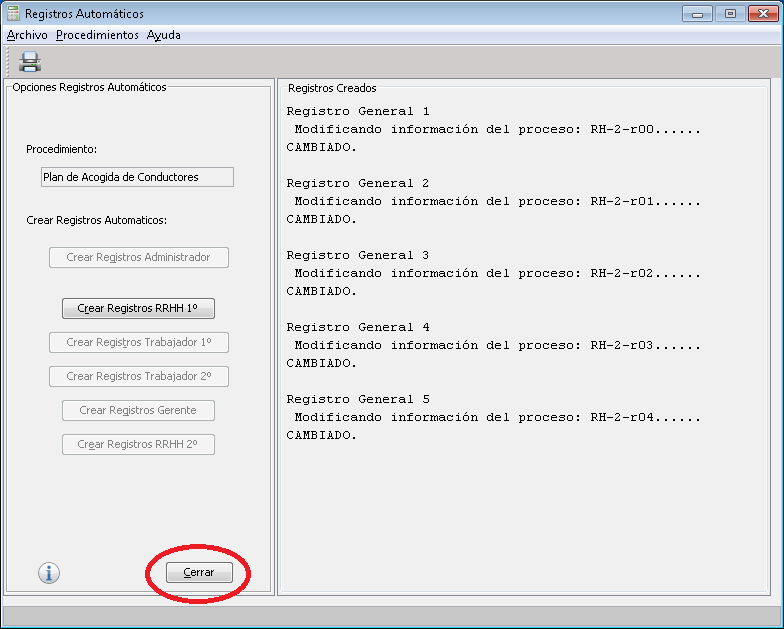 Registros Automáticos
Archivo Procedimientos Ayuda
Opciones Registros Automáticos
Procedimiento:
Plan de Acogida de Conductores
Crear Registros Automaticos:
Crear Registros Administrador
Crear Registros RRHH 1º
Crear Registros Trabajador 1º
Crear Registros Trabajador 2º
Crear Registros Gerente
Crear Registros RRHH 2º
Cerrar
Registros Creados
Registro General 1
Modificando información del proceso: RH-2-r00......
CAMBIADO.
Registro General 2
Modificando información del proceso: RH-2-r01......
CAMBIADO.
Registro General 3
Modificando información del proceso: RH-2-r02......
CAMBIADO.
Registro General 4
Modificando información del proceso: RH-2-r03......
CAMBIADO.
Registro General 5
Modificando información del proceso: RH-2-r04......
CAMBIADO.